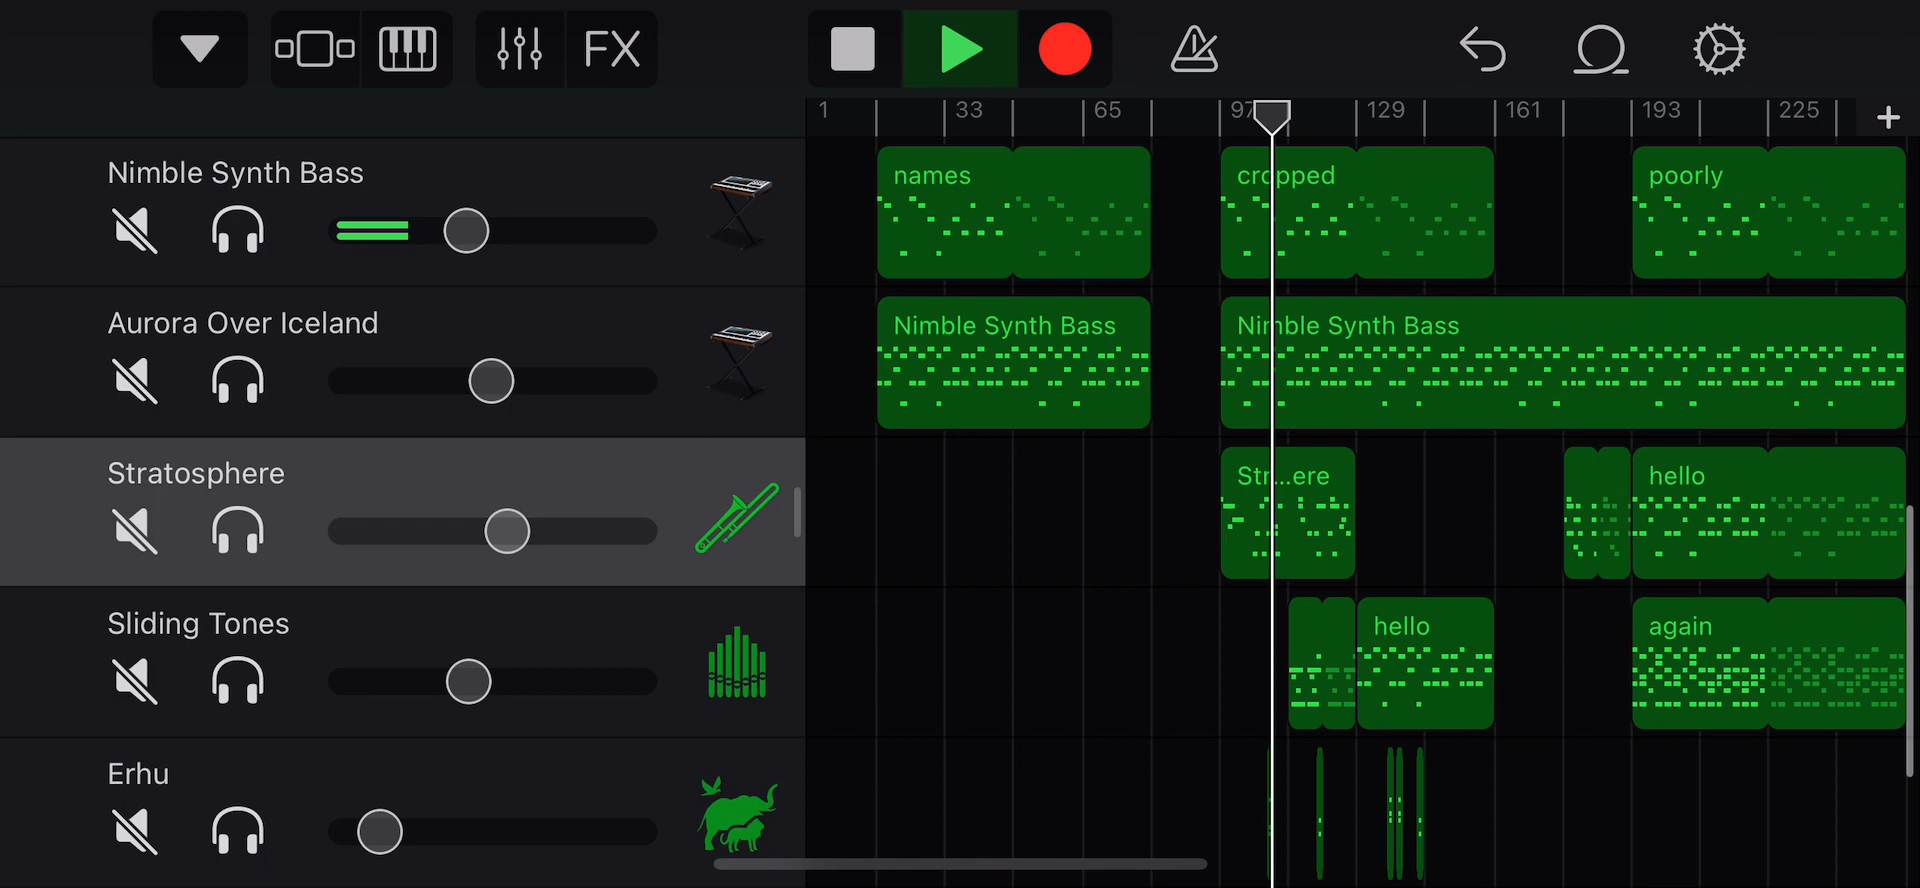 FX
1 33 65 97 129 161 193 225 +
Nimble Synth Bass
names cropped poorly
Aurora Over Iceland
Nimble Synth Bass Nimble Synth Bass
Stratosphere
Str...ere hello
Sliding Tones
hello again
Erhu